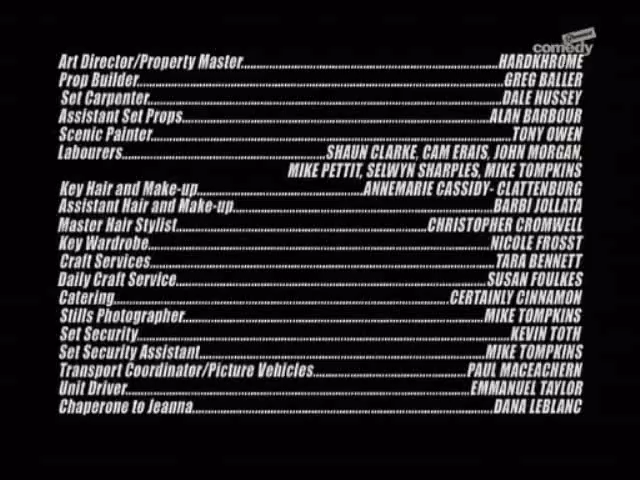 comedy
Art Director/Property Master HARDKHROME
Prop Builder GREG BALLER
Set Carpenter DALE HUSSEY
Assistant Set Props ALAN BARBOUR
Scenic Painter TONY OWEN
Labourers SHAUN CLARKE, CAM ERAIS, JOHN MORGAN,
MIKE PETTIT, SELWYN SHARPLES, MIKE TOMPKINS
Key Hair and Make-up ANNEMARIE CASSIDY- CLATTENBURG
Assistant Hair and Make-up BARBI JOLLATA
Master Hair Stylist CHRISTOPHER CROMWELL
Key Wardrobe NICOLE FROSST
Craft Services TARA BENNETT
Daily Craft Service SUSAN FOULKES
Catering CERTAINLY CINNAMON
Stills Photographer MIKE TOMPKINS
Set Security KEVIN TOTH
Set Security Assistant MIKE TOMPKINS
Transport Coordinator/Picture Vehicles PAUL MACEACHERN
Unit Driver EMMANUEL TAYLOR
Chaperone to Jeanna DANA LEBLANC